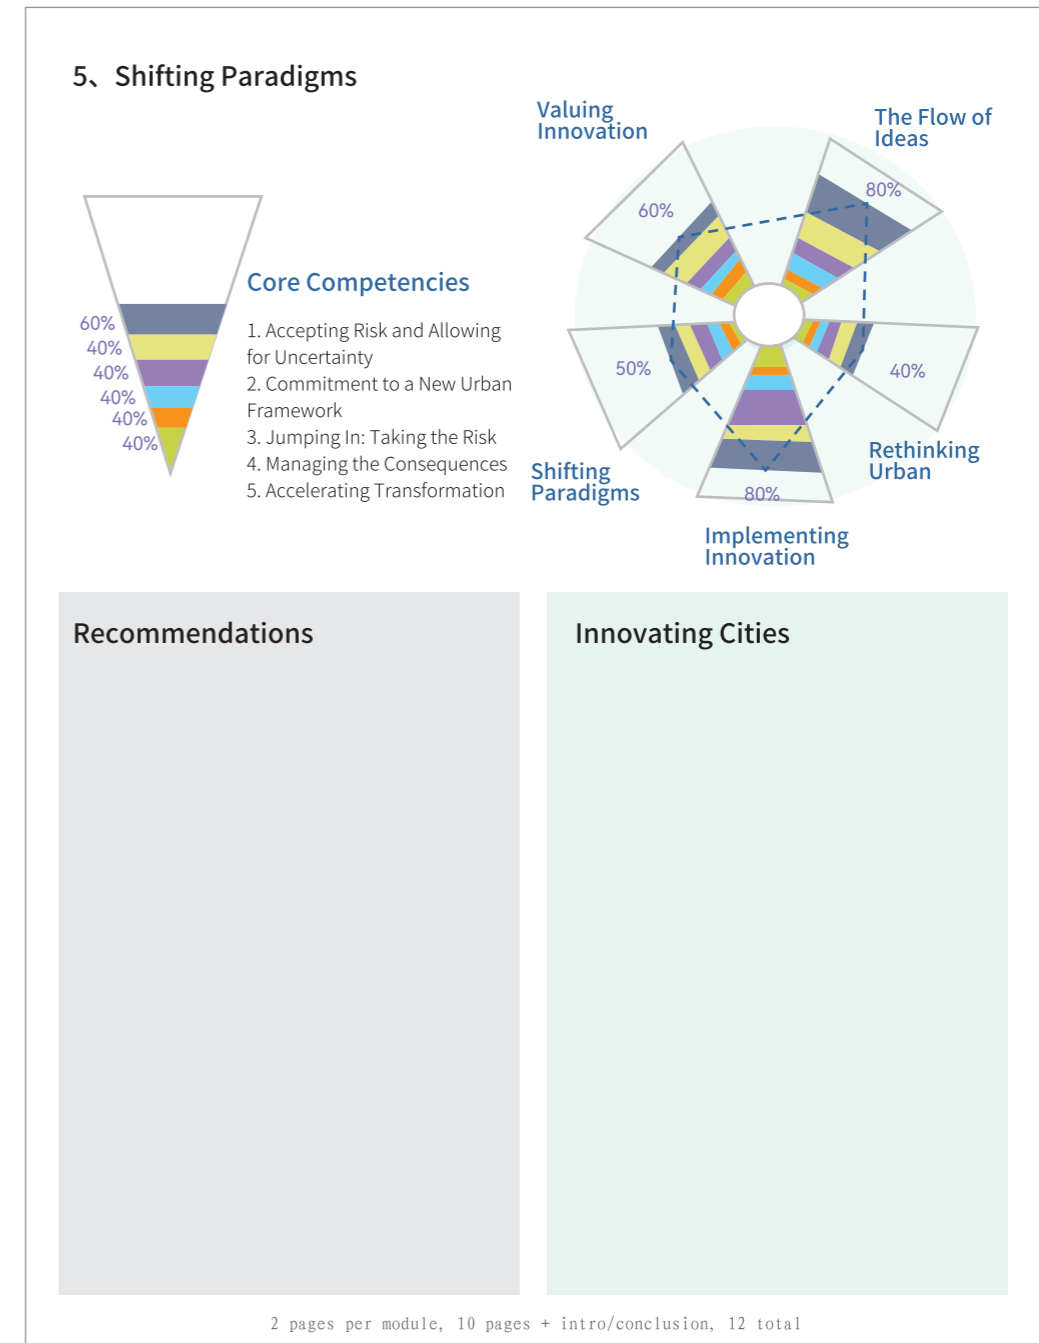 5、Shifting Paradigms
Valuing
Innovation
The Flow of
Ideas
80%
60%
Core Competencies
60%
40%
40%
40%
40%
40%
1. Accepting Risk and Allowing
for Uncertainty
2. Commitment to a New Urban
Framework
3. Jumping In: Taking the Risk
4. Managing the Consequences
5. Accelerating Transformation
50%
40%
Shifting
Paradigms
Rethinking
Urban
80%
Implementing
Innovation
Recommendations
Innovating Cities
2 pages per module, 10 pages + intro/conclusion, 12 total